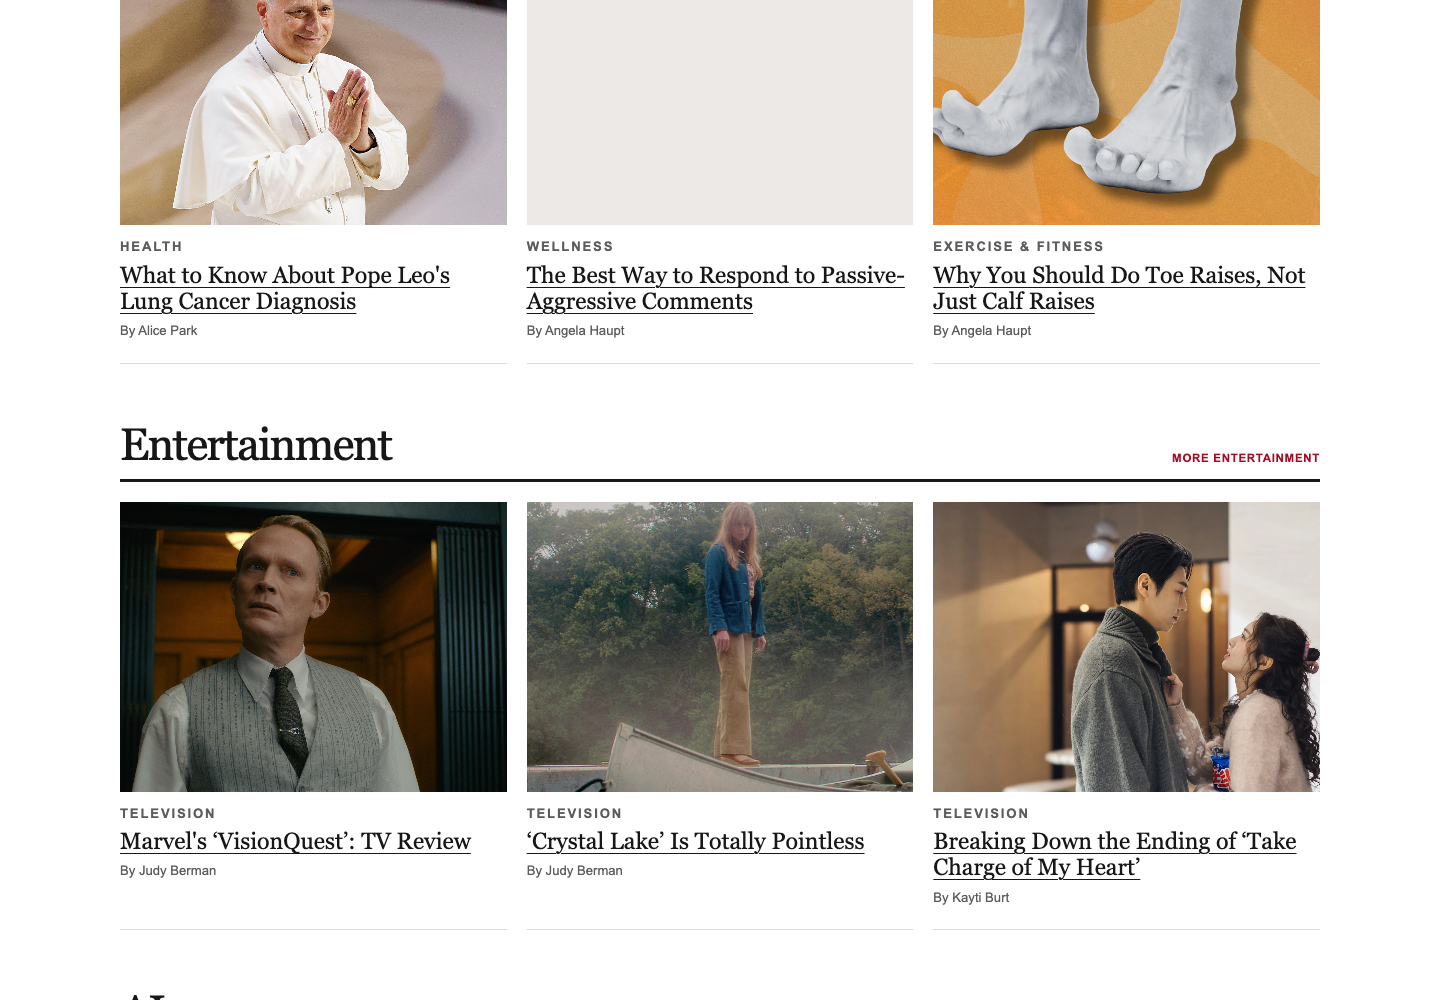 HEALTH
What to Know About Pope Leo's
Lung Cancer Diagnosis
By Alice Park
WELLNESS
The Best Way to Respond to Passive-
Aggressive Comments
By Angela Haupt
EXERCISE & FITNESS
Why You Should Do Toe Raises, Not
Just Calf Raises
By Angela Haupt
Entertainment
MORE ENTERTAINMENT
TELEVISION
Marvel's ‘VisionQuest’: TV Review
By Judy Berman
TELEVISION
‘Crystal Lake’ Is Totally Pointless
By Judy Berman
TELEVISION
Breaking Down the Ending of ‘Take
Charge of My Heart’
By Kayti Burt